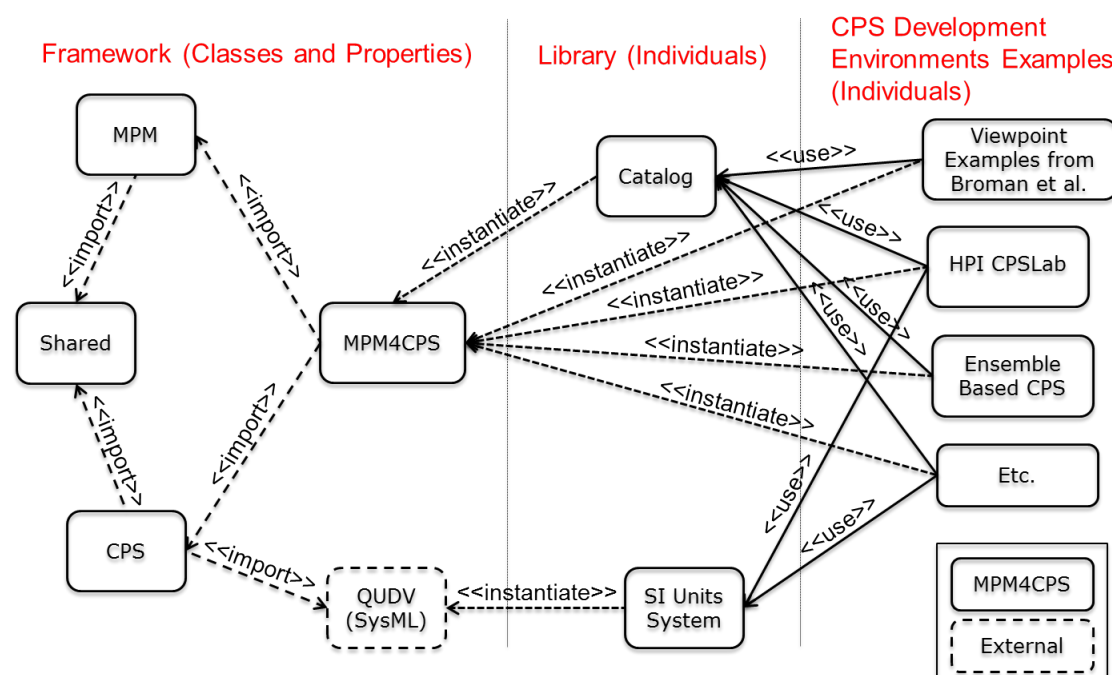 Framework (Classes and Properties)
Library (Individuals)
CPS Development
Environments Examples
(Individuals)
MPM
<<import>>
<<import>>
Shared
MPM4CPS
<<import>>
<<import>>
CPS
<<import>>
QUDV
(SysML)
Catalog
<<instantiate>>
<<instantiate>>
<<instantiate>>
<<instantiate>>
<<instantiate>>
<<instantiate>>
SI Units
System
<<use>>
<<use>>
<<use>>
<<use>>
<<use>>
<<use>>
Viewpoint
Examples from
Broman et al.
HPI CPSLab
Ensemble
Based CPS
Etc.
MPM4CPS
External